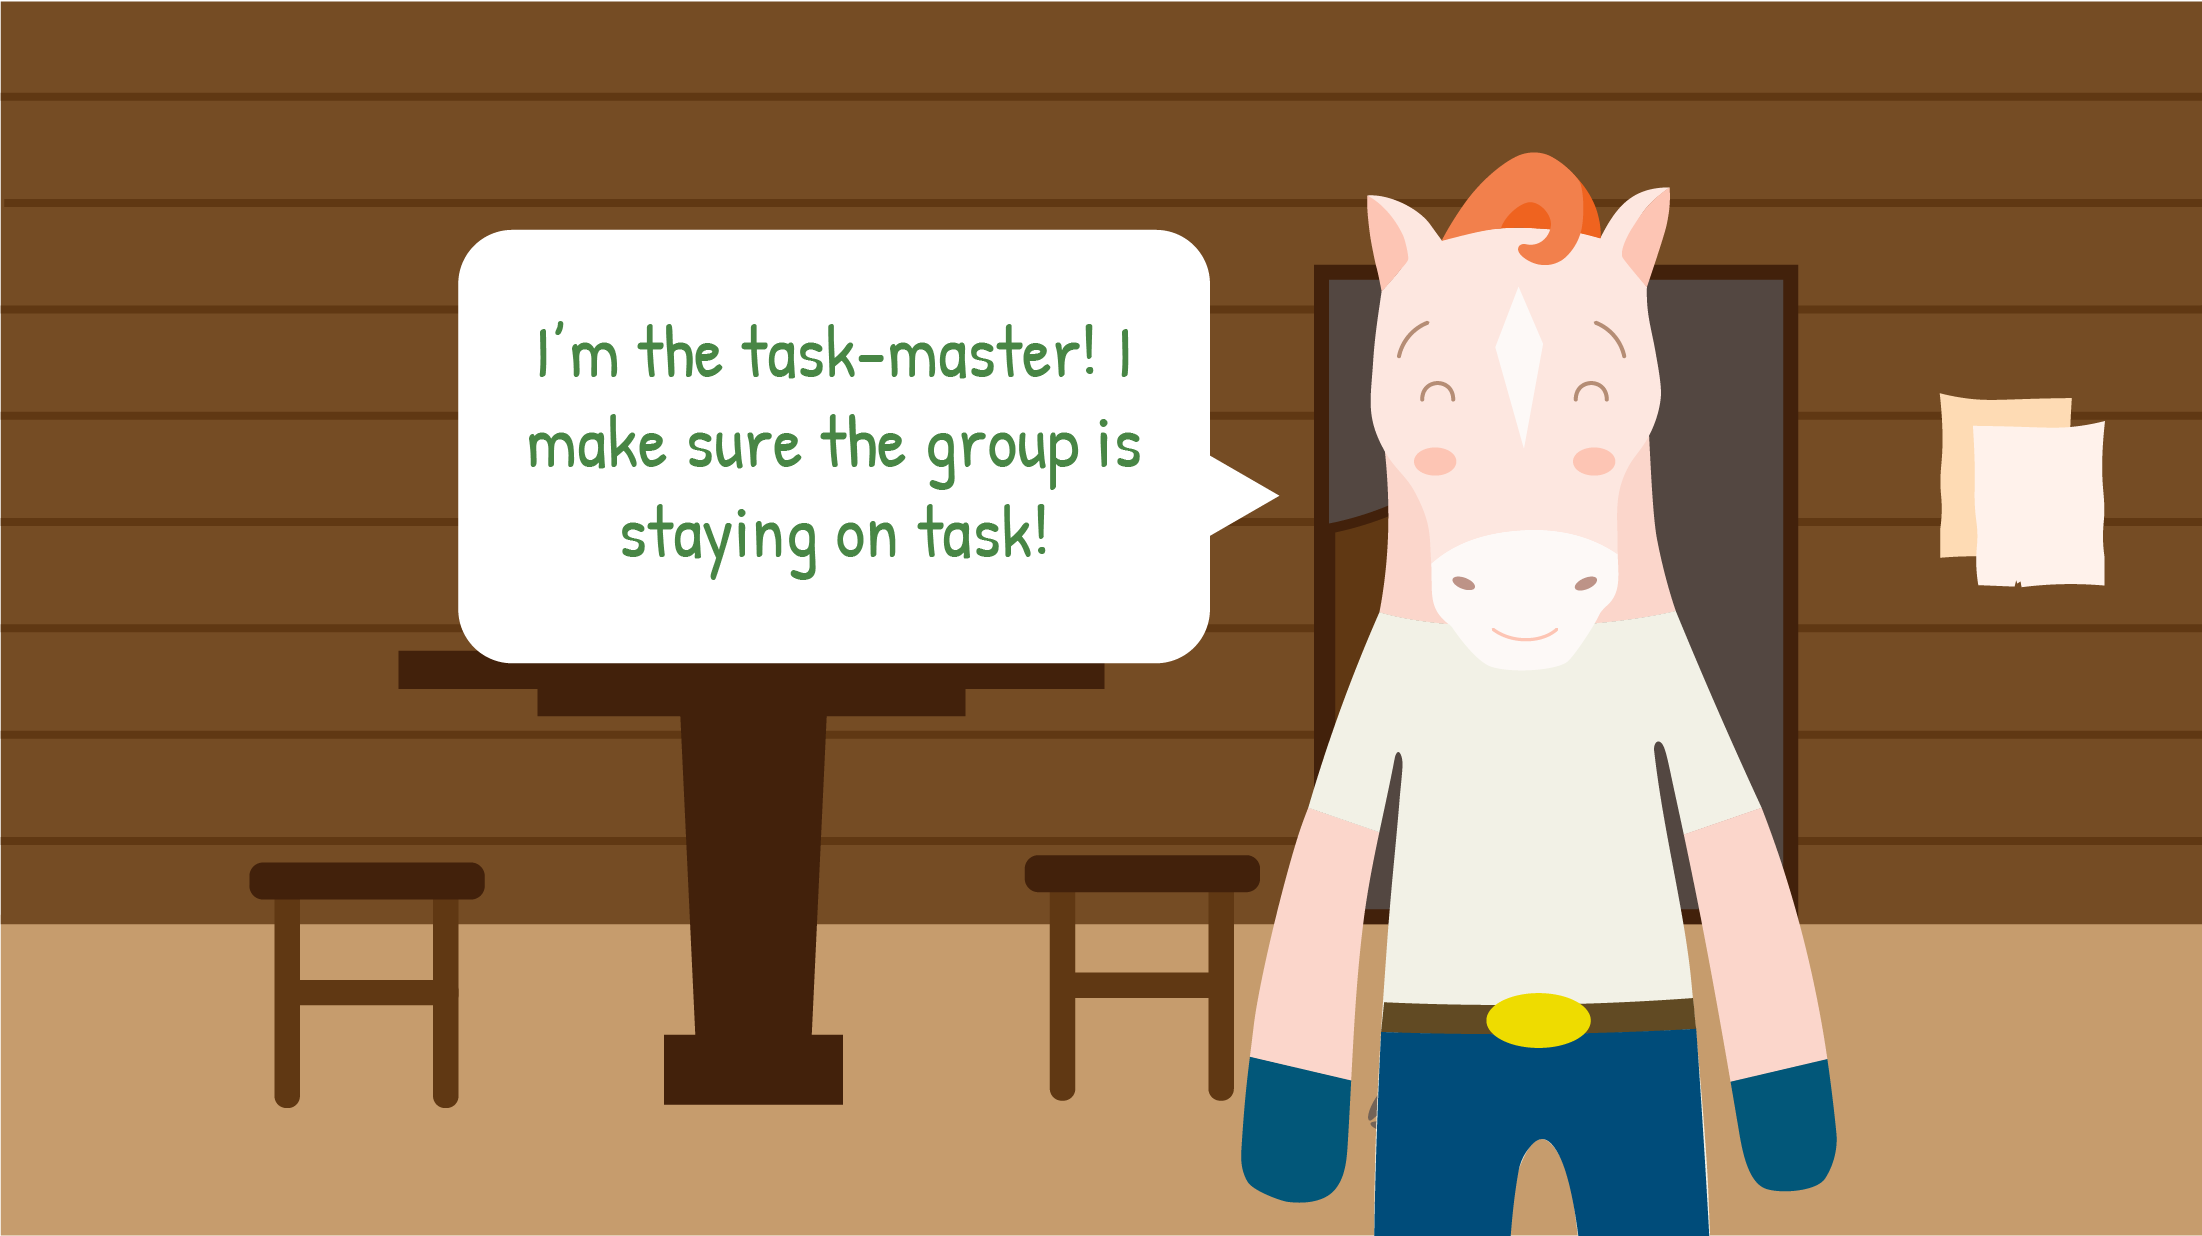 I'm the task-master! I
make sure the group is
staying on task!